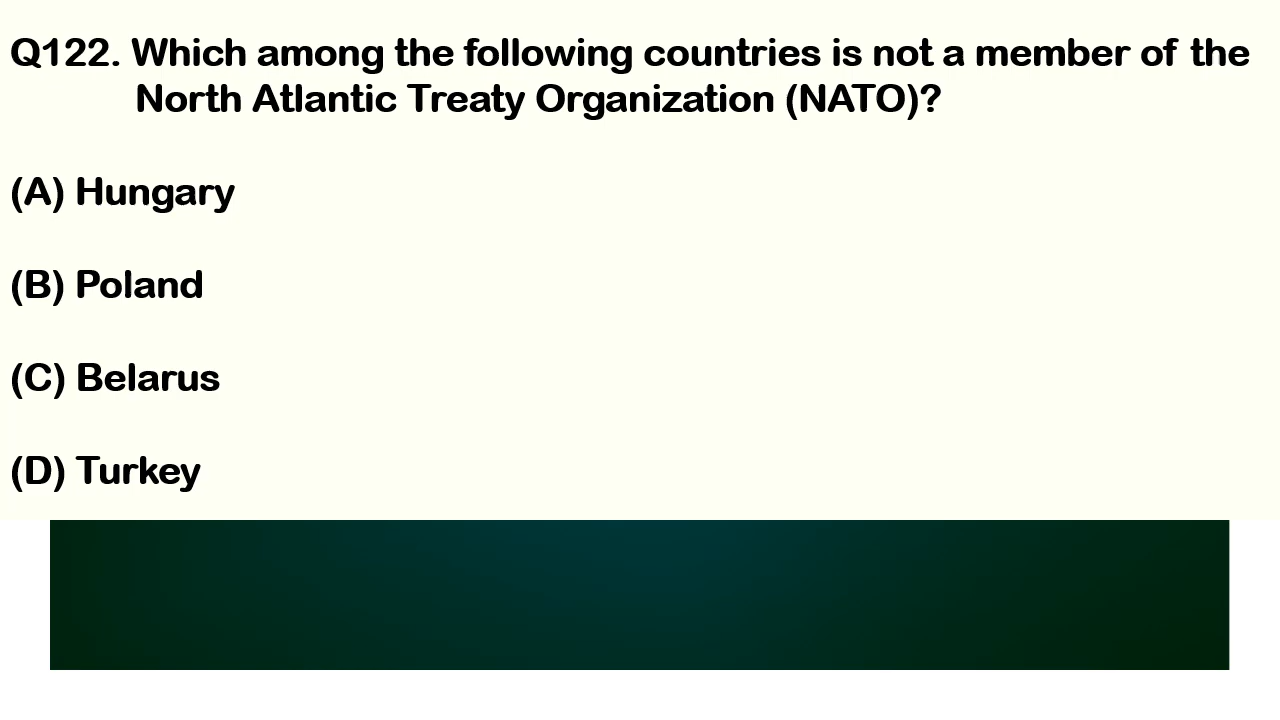 Q122. Which among the following countries is not a member of the
North Atlantic Treaty Organization (NATO)?
(A) Hungary
(B) Poland
(C) Belarus
(D) Turkey